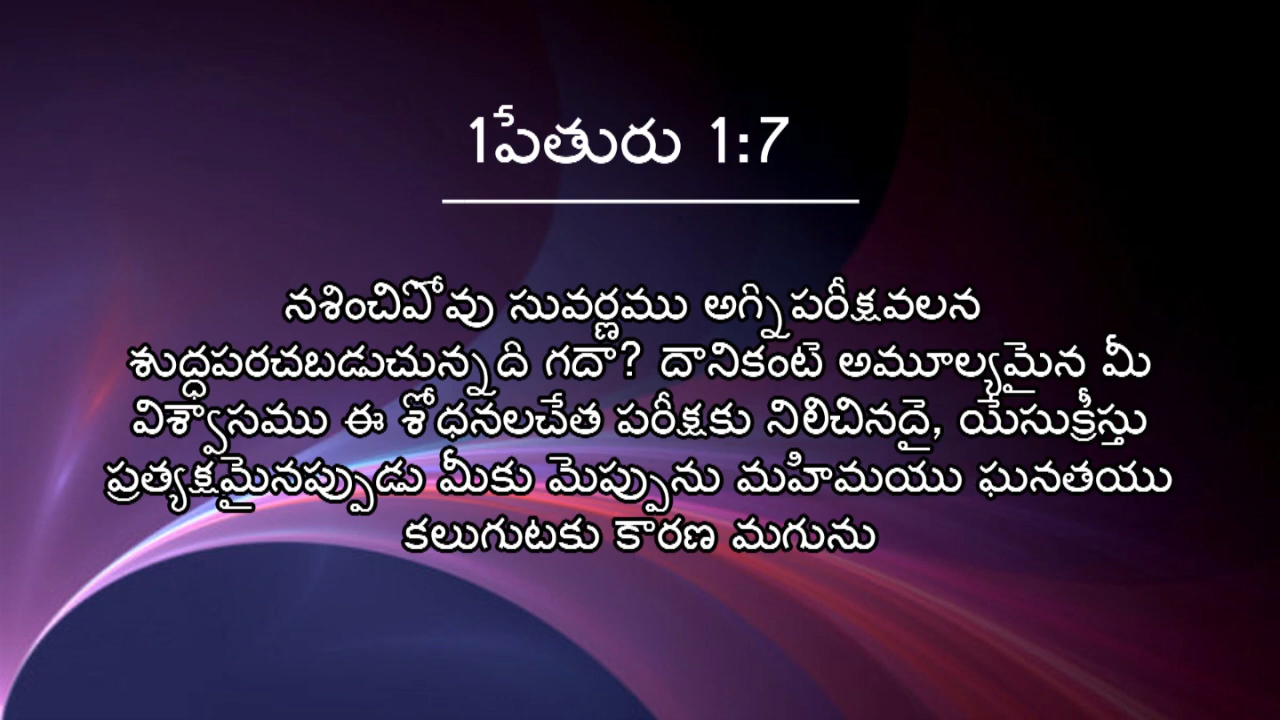 1పేతురు 1:7
నశించిపోవు సువర్ణము అగ్నిపరీక్షవలన
శుద్ధపరచబడుచున్నది గదా? దానికంటె అమూల్యమైన మీ
విశ్వాసము ఈ శోధనలచేత పరీక్షకు నిలిచినదై, యేసుక్రీస్తు
ప్రత్యక్షమైనప్పుడు మీకు మెప్పును మహిమయు ఘనతయు
కలుగుటకు కారణ మగును